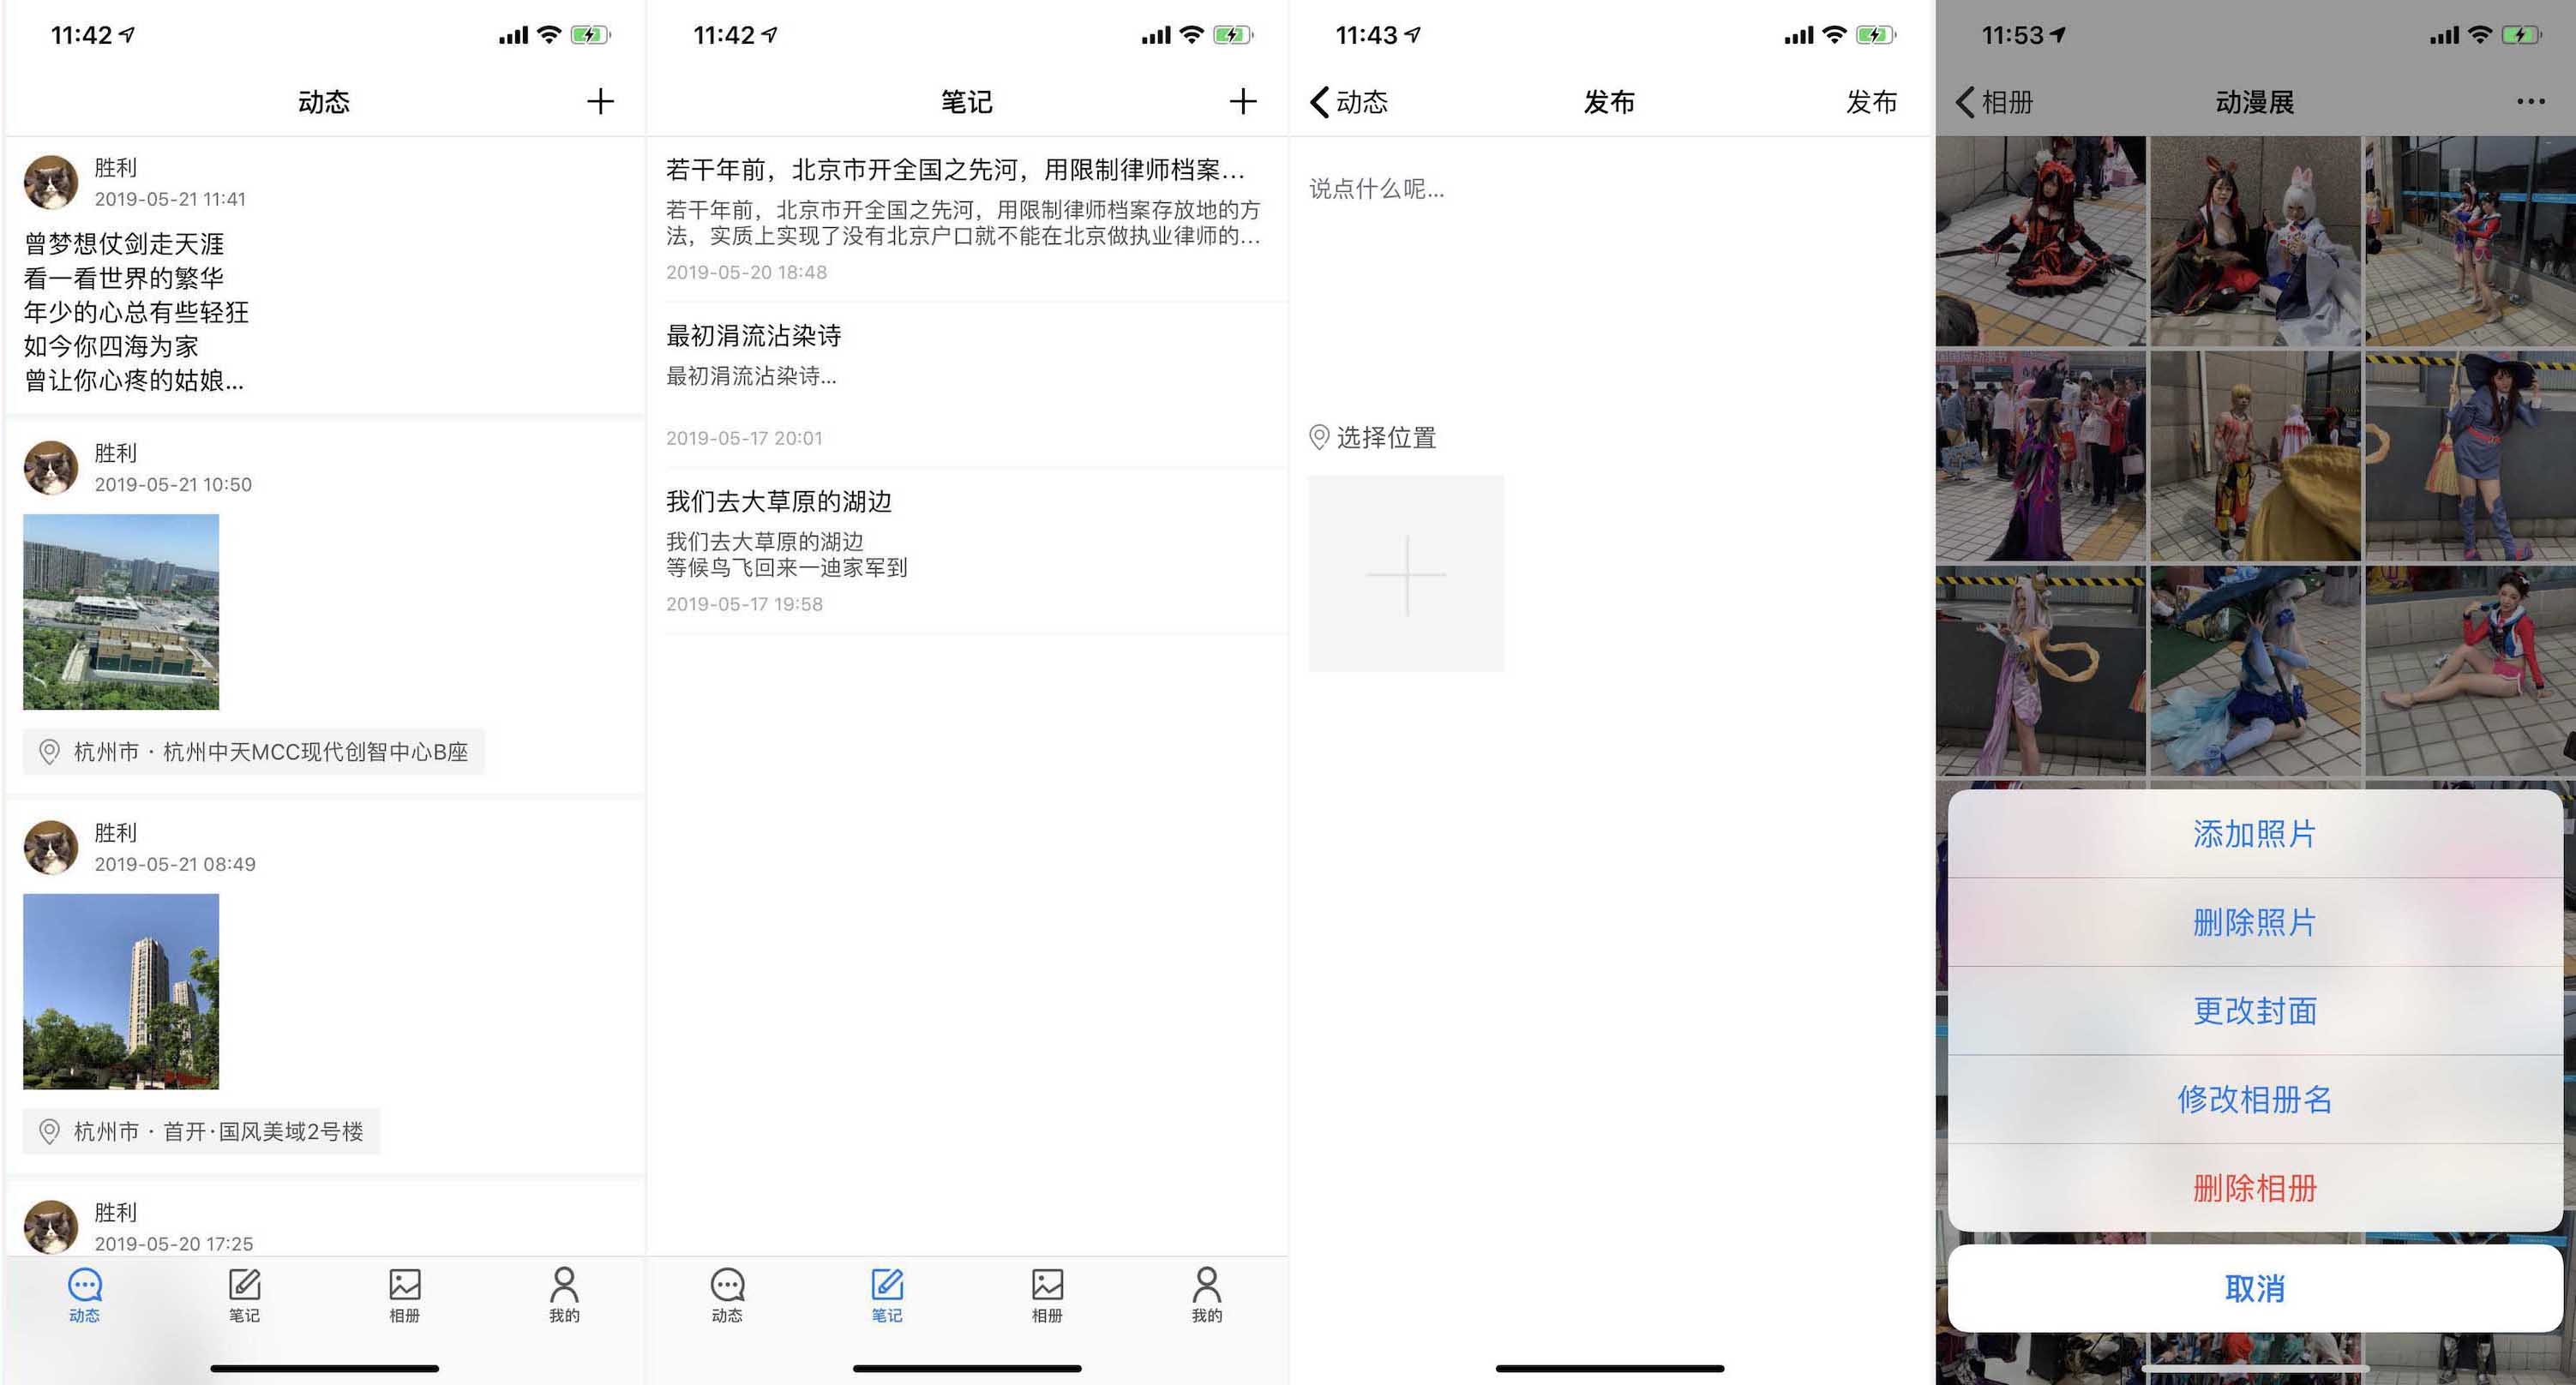 11:42
动态
胜利
2019-05-21 11:41
曾梦想仗剑走天涯
看一看世界的繁华
年少的心总有些轻狂
如今你四海为家
曾让你心疼的姑娘...
胜利
2019-05-21 10:50
杭州市 · 杭州中天MCC现代创智中心B座
胜利
2019-05-21 08:49
杭州市 · 首开·国风美域2号楼
胜利
2019-05-20 17:25
动态
笔记
相册
我的
11:42
笔记
若干年前，北京市开全国之先河，用限制律师档案...
若干年前，北京市开全国之先河，用限制律师档案存放地的方
法，实质上实现了没有北京户口就不能在北京做执业律师的...
2019-05-20 18:48
最初涓流沾染诗
最初涓流沾染诗...
2019-05-17 20:01
我们去大草原的湖边
我们去大草原的湖边
等候鸟飞回来一迪家军到
2019-05-17 19:58
动态
笔记
相册
我的
11:43
动态
发布
发布
说点什么呢...
选择位置
11:53
相册
动漫展
添加照片
删除照片
更改封面
修改相册名
删除相册
取消